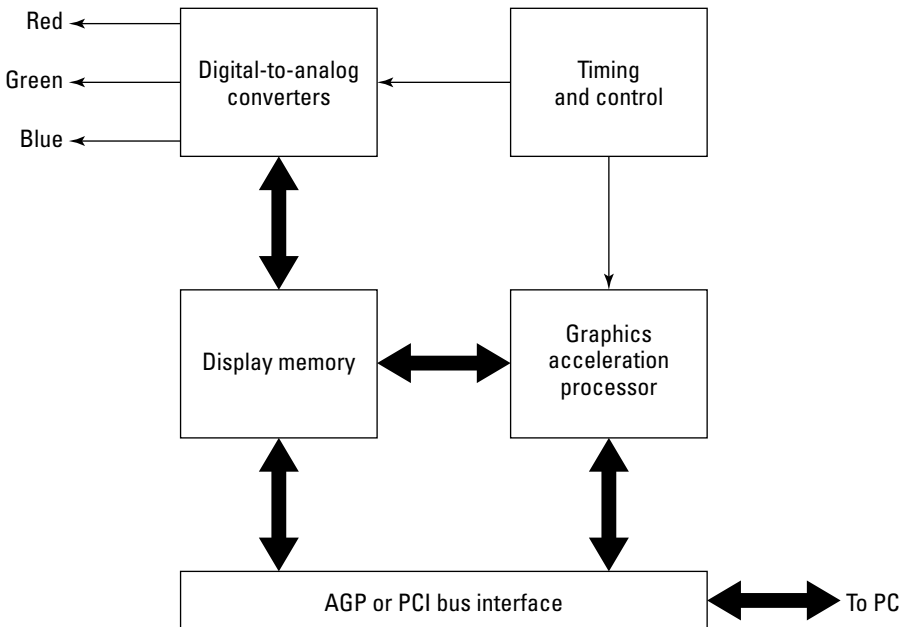 Red
Green
Blue
Digital-to-analog
converters
Timing
and control
Display memory
Graphics
acceleration
processor
AGP or PCI bus interface
To PC